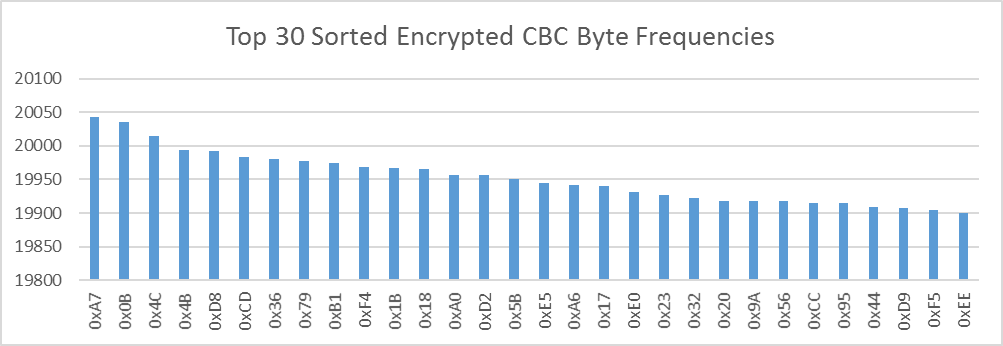 Top 30 Sorted Encrypted CBC Byte Frequencies
20100
20050
20000
19950
19900
19850
19800
0xA7
0x0B
0x4C
0x4B
0xD8
0xCD
0x36
0x79
0xB1
0xF4
0x1B
0x18
0xA0
0xD2
0x5B
0xE5
0xA6
0x17
0xE0
0x23
0x32
0x20
0x9A
0x56
0xCC
0x95
0x44
0xD9
0xF5
0xEE